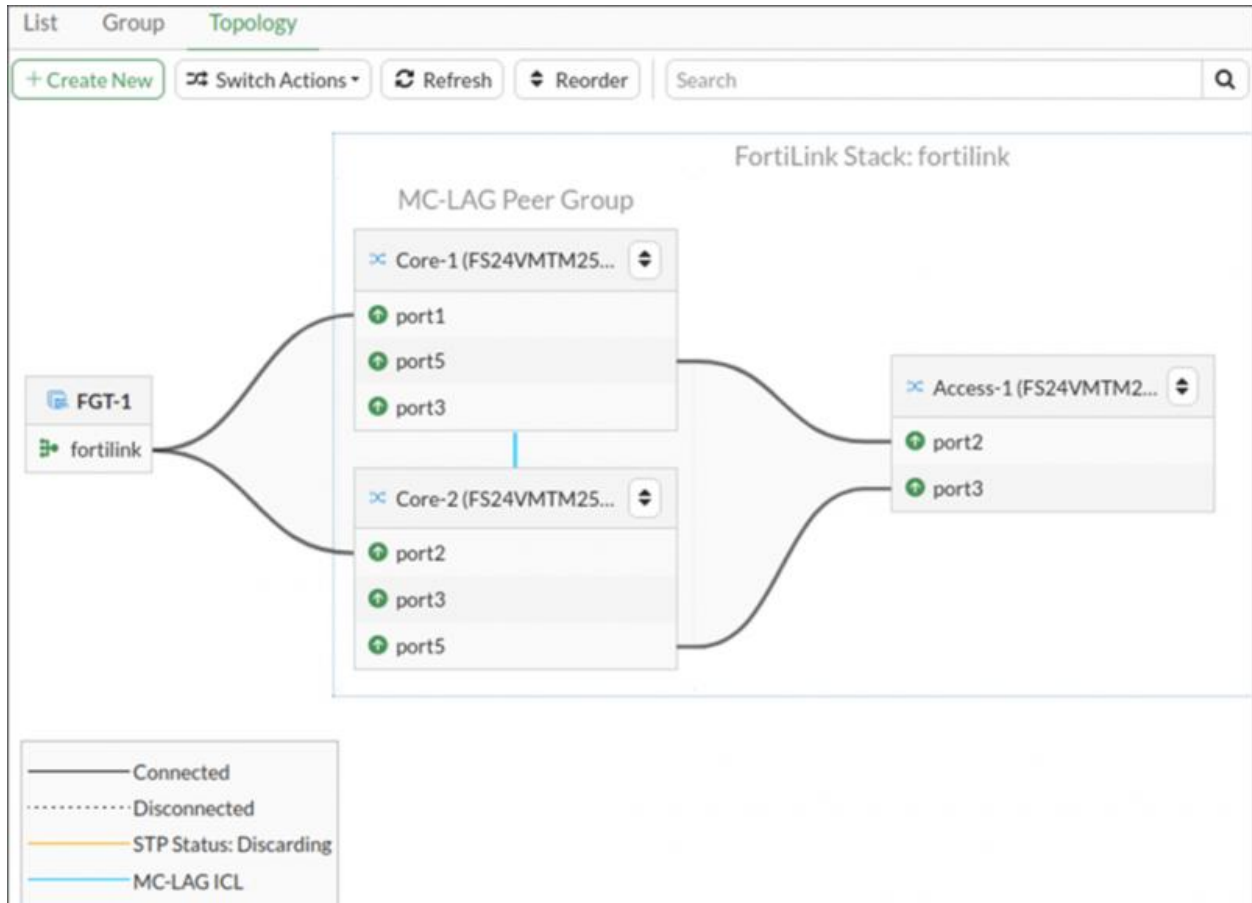 List Group Topology
+ Create New Switch Actions Refresh Reorder Search
FortiLink Stack: fortilink
MC-LAG Peer Group
Core-1 (FS24VMTM25...
port1
port5
port3
FGT-1
fortilink
Core-2 (FS24VMTM25...
port2
port3
port5
Access-1 (FS24VMTM2...
port2
port3
Connected
Disconnected
STP Status: Discarding
MC-LAG ICL